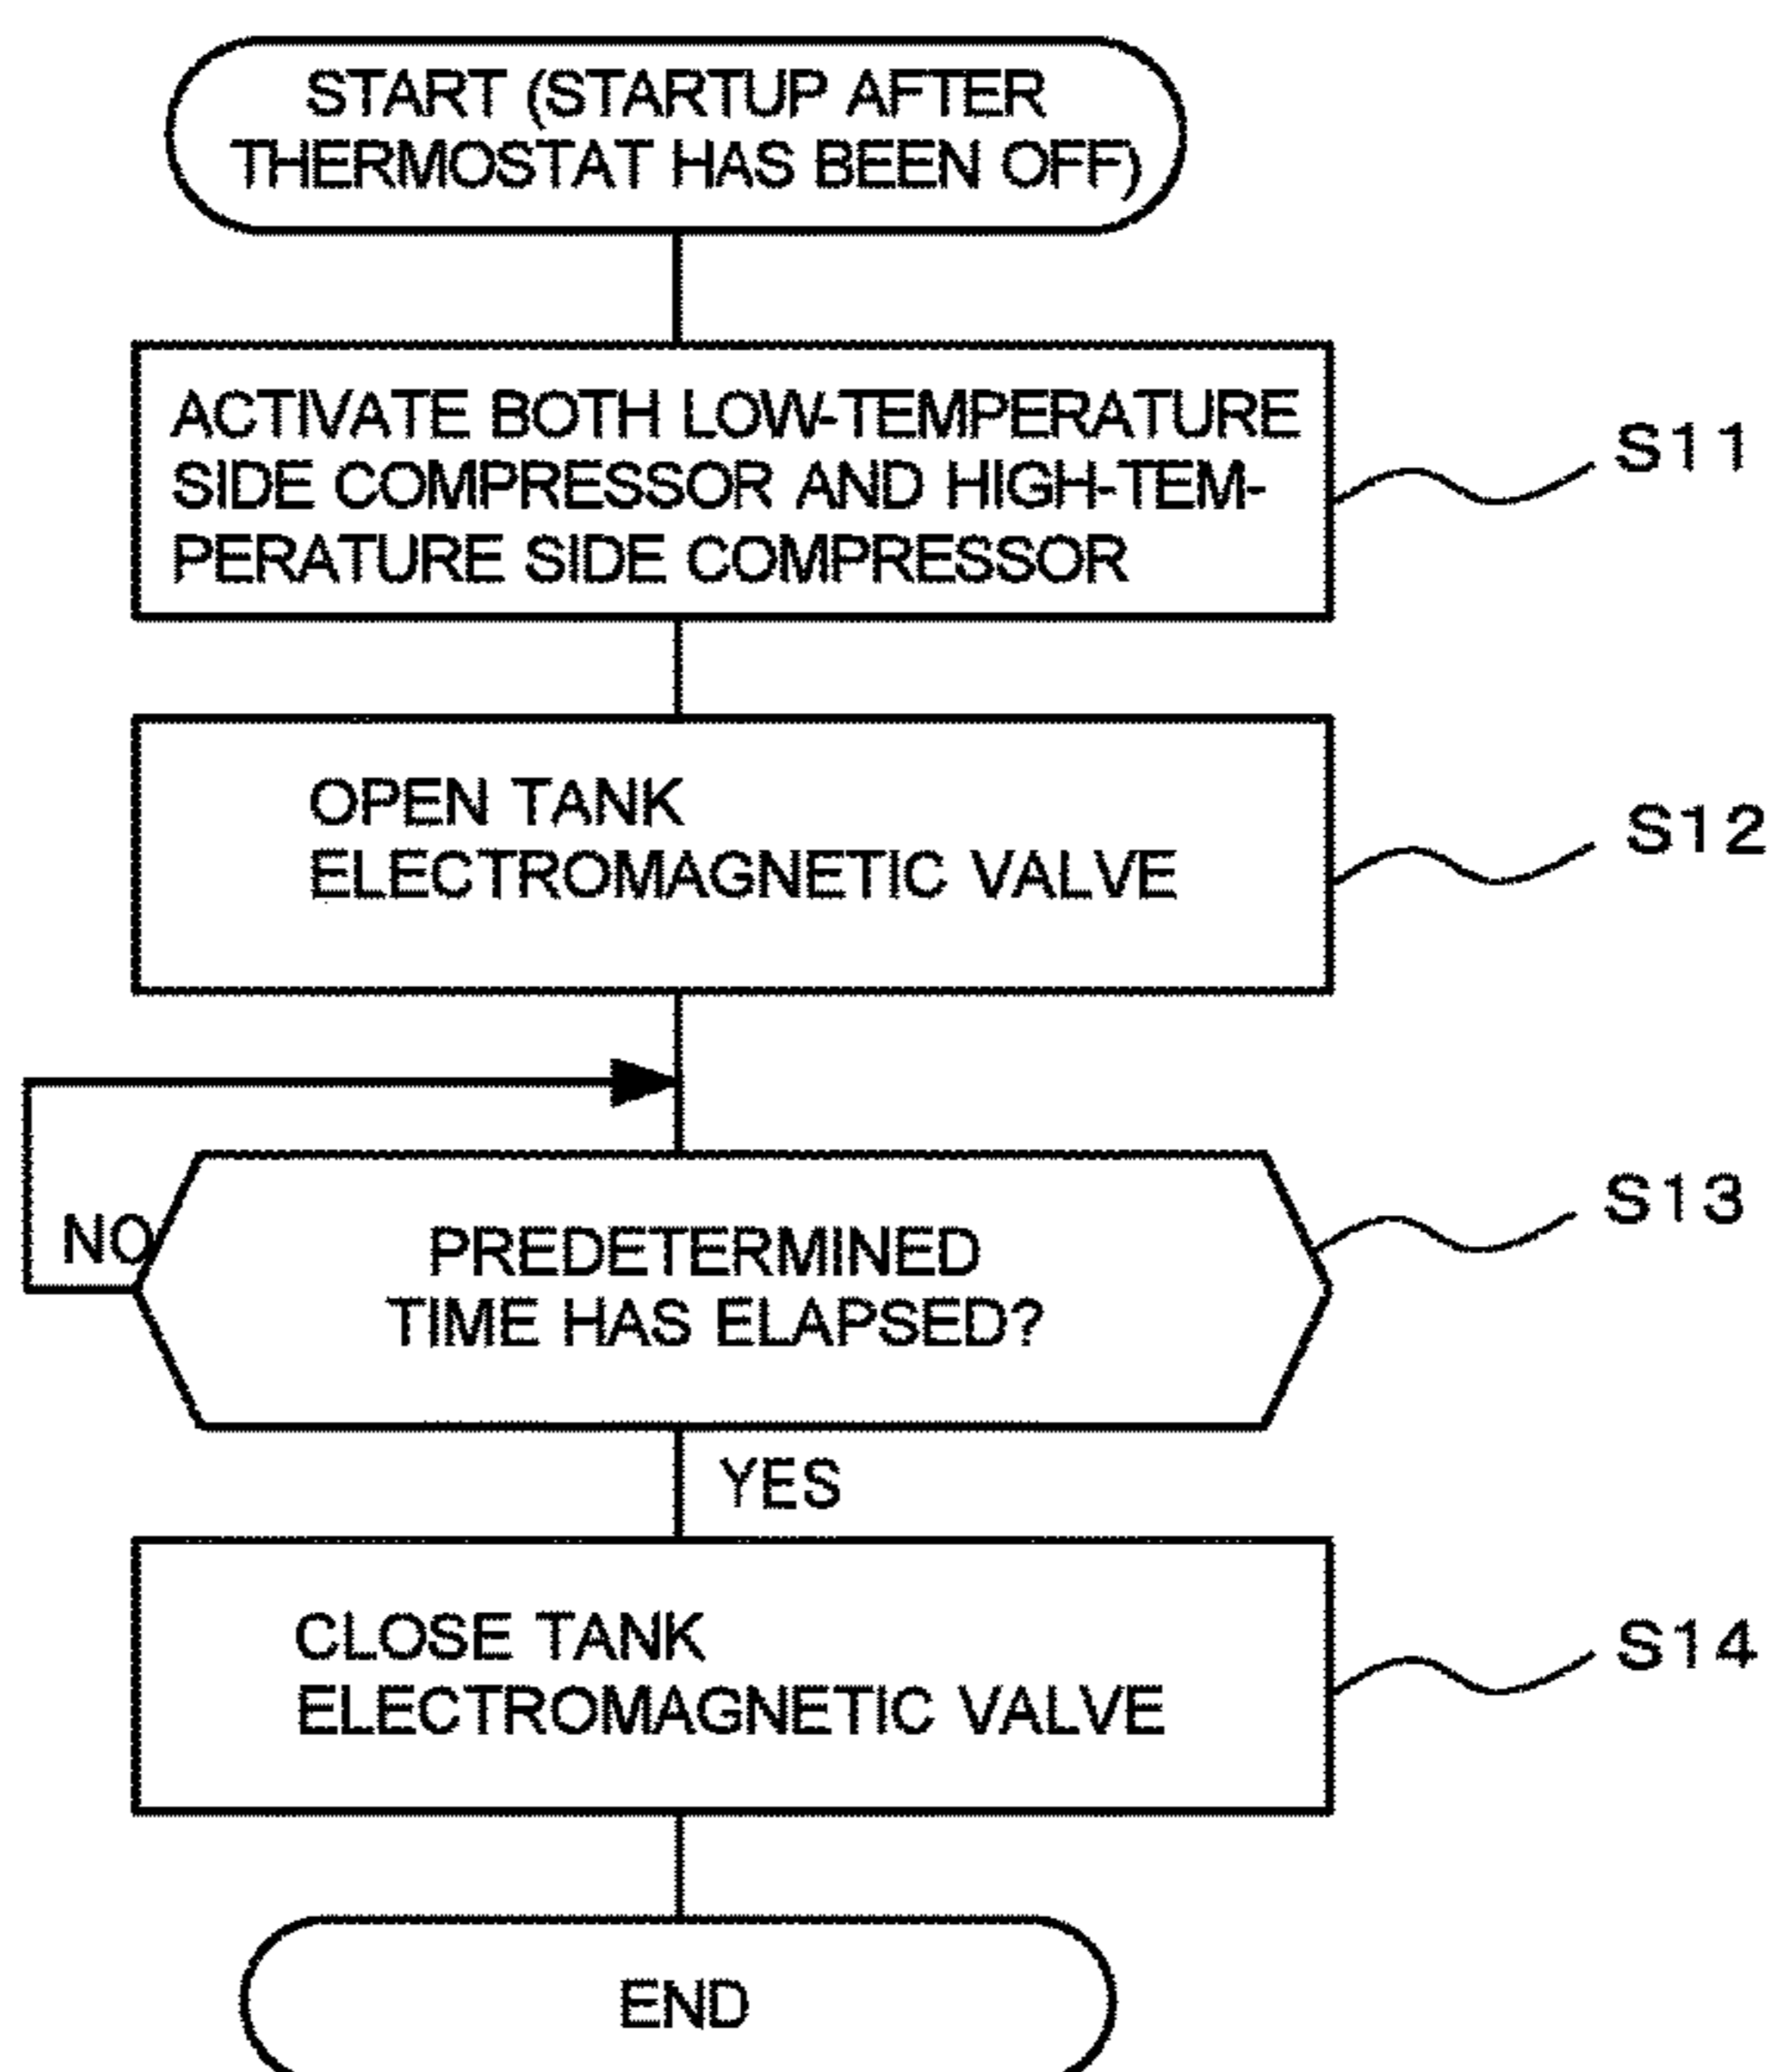 START (STARTUP AFTER
THERMOSTAT HAS BEEN OFF)
ACTIVATE BOTH LOW-TEMPERATURE
SIDE COMPRESSOR AND HIGH-TEM-
PERATURE SIDE COMPRESSOR
S11
OPEN TANK
ELECTROMAGNETIC VALVE
S12
NO
PREDETERMINED
TIME HAS ELAPSED?
S13
YES
CLOSE TANK
ELECTROMAGNETIC VALVE
S14
END